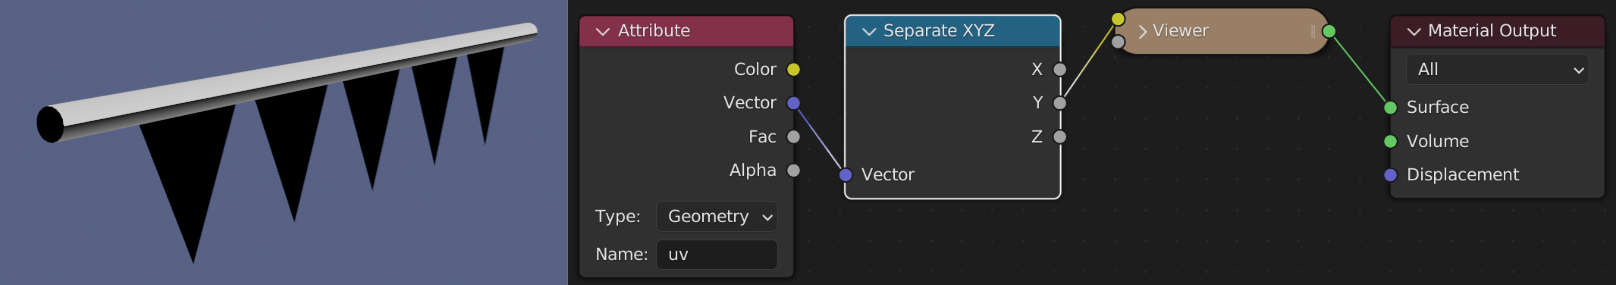 Attribute
Color
Vector
Fac
Alpha
Type: Geometry
Name: uv
Separate XYZ
X
Y
Z
Vector
Viewer
Material Output
All
Surface
Volume
Displacement